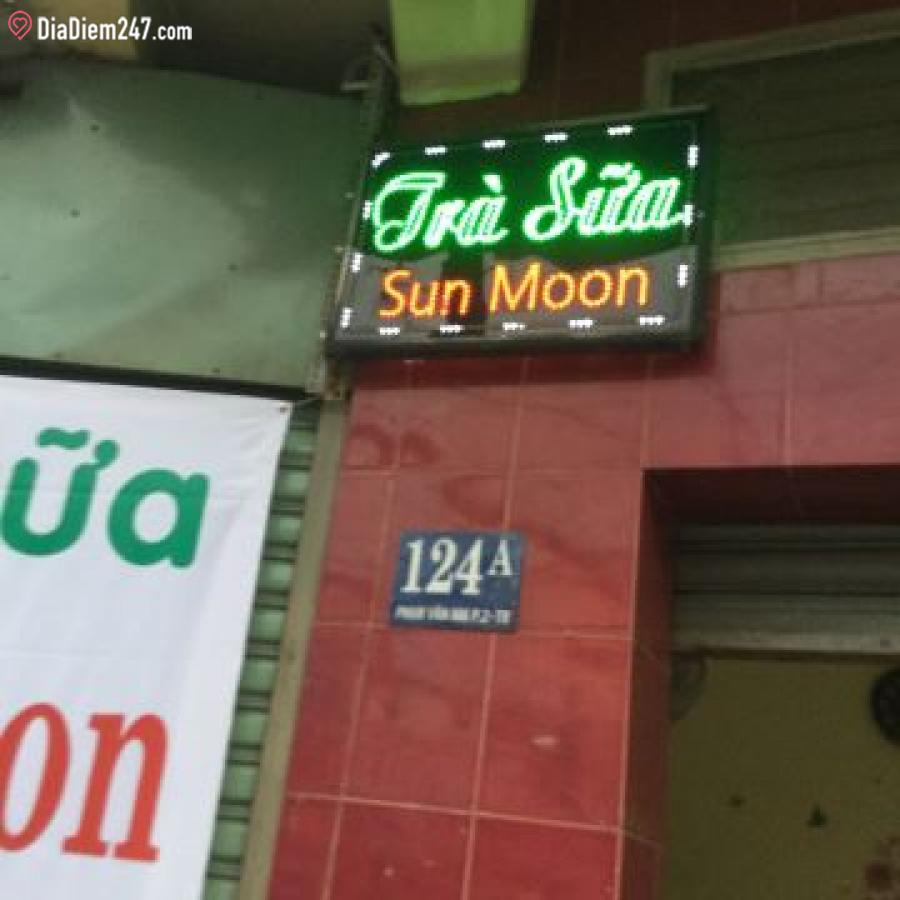 DiaDiem247.com
Trà Sữa
Sun Moon
ữa
on
124A